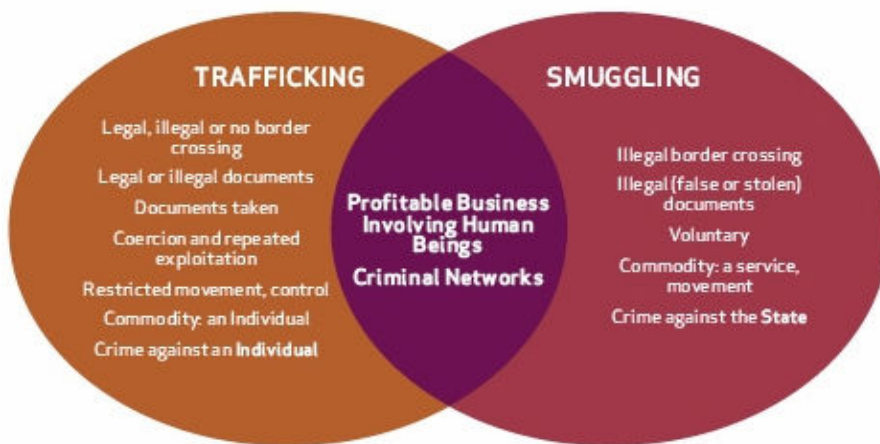 TRAFFICKING
Legal, illegal or no border
crossing
Legal or illegal documents
Documents taken
Coercion and repeated
exploitation
Restricted movement, control
Commodity: an Individual
Crime against an Individual
Profitable Business
Involving Human
Beings
Criminal Networks
SMUGGLING
Illegal border crossing
Illegal (false or stolen)
documents
Voluntary
Commodity: a service,
movement
Crime against the State